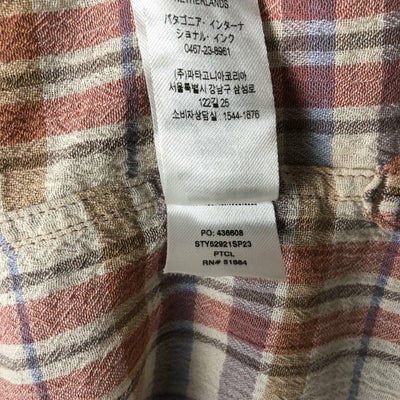 NETHERLANDS
パタゴニア・インターナ
ショナル・インク
0467-23-8961
(주)파타고니아코리아
서울특별시 강남구 삼성로
122길 25
소비자상담실 : 1544-1876
PO: 436608
STY52921SP23
PTCL
RN# 51884